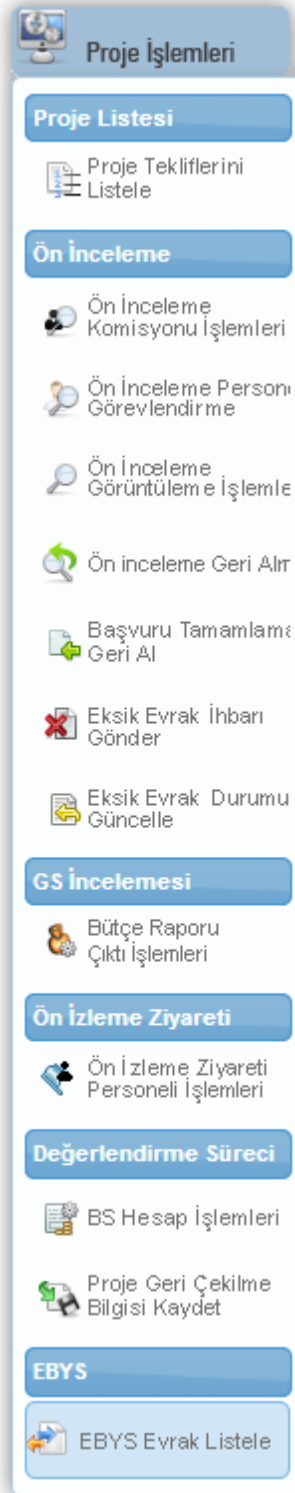 Proje İşlemleri
Proje Listesi
Proje Tekliflerini
Listele
Ön İnceleme
Ön İnceleme
Komisyonu İşlemleri
Ön İnceleme Person
Görevlendirme
Ön İnceleme
Görüntüleme İşlemle
Ön inceleme Geri Alm
Başvuru Tamamlama
Geri Al
Eksik Evrak İhbarı
Gönder
Eksik Evrak Durumu
Güncelle
GS İncelemesi
Bütçe Raporu
Çıktı İşlemleri
Ön İzleme Ziyareti
Ön İzleme Ziyareti
Personeli İşlemleri
Değerlendirme Süreci
BS Hesap İşlemleri
Proje Geri Çekilme
Bilgisi Kaydet
EBYS
EBYS Evrak Listele